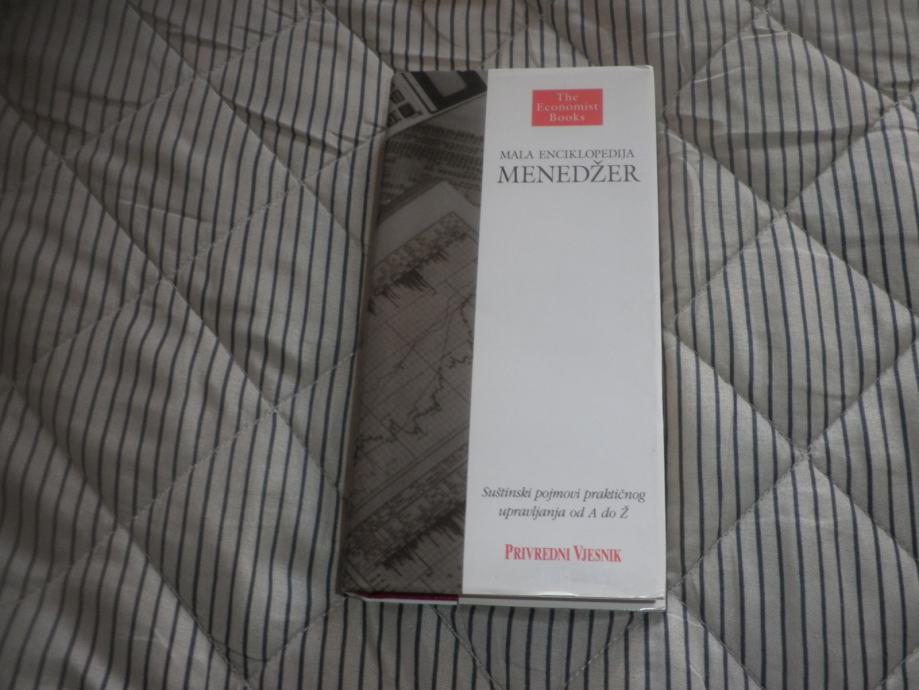 The
Economist
Books
MALA ENCIKLOPEDIJA
MENEDŽER
Suštinski pojmovi praktičnog
upravljanja od A do Ž
PRIVREDNI VJESNIK